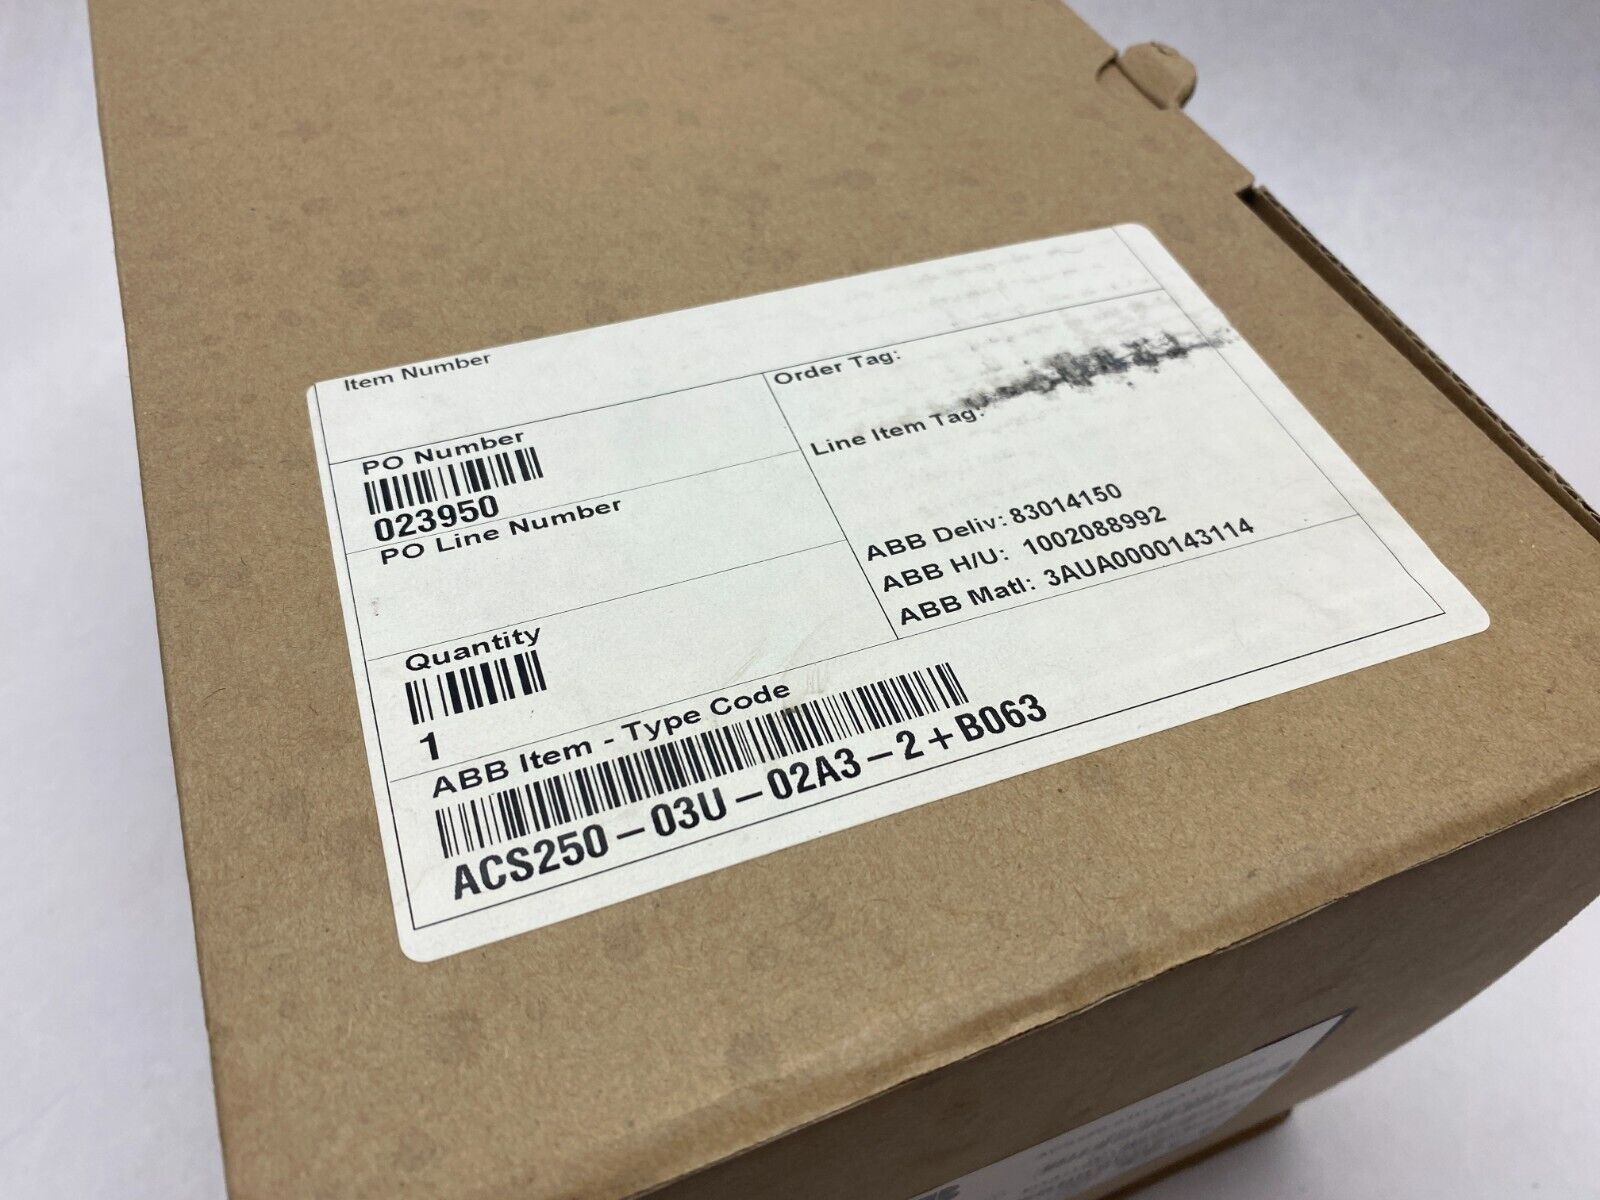 Item Number
PO Number
023950
PO Line Number
Quantity
1
Order Tag:
Line Item Tag:
ABB Deliv: 83014150
ABB H/U: 1002088992
ABB Matl: 3AUA0000143114
ABB Item - Type Code
ACS250-03U-02A3-2+B063